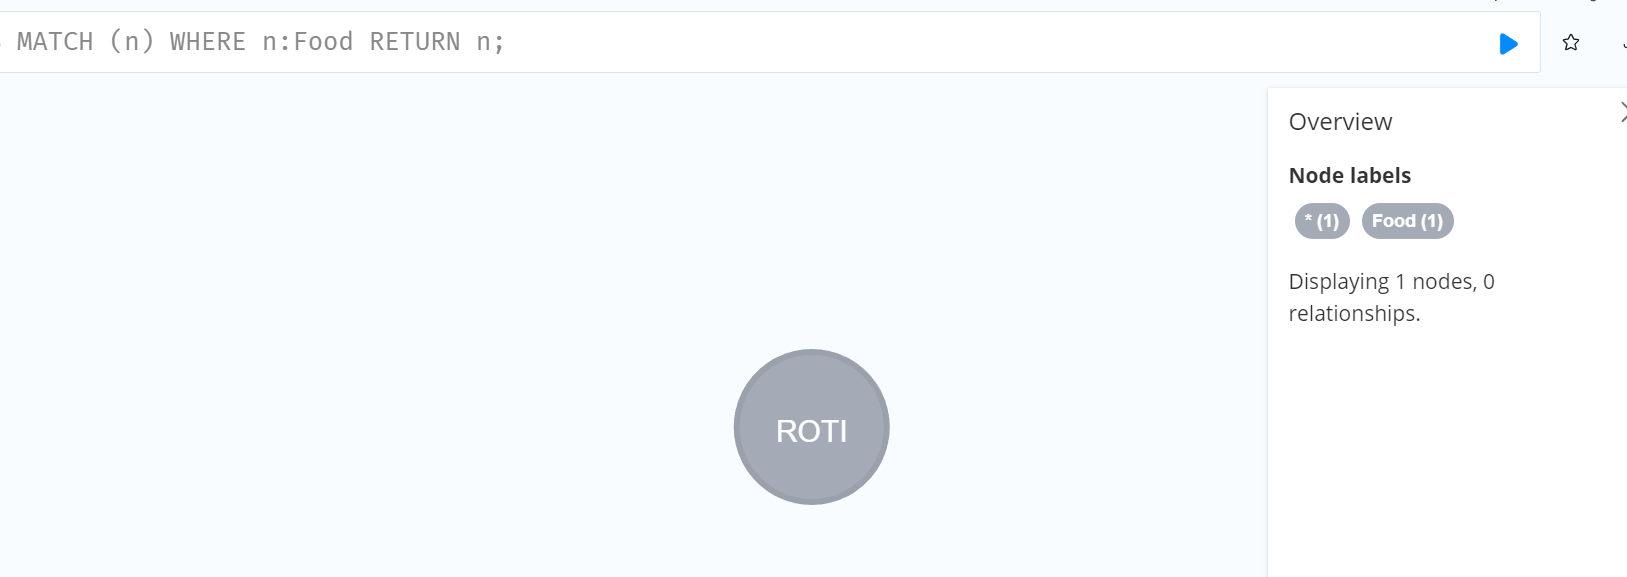 MATCH (n) WHERE n:Food RETURN n;
Overview
Node labels
* (1) Food (1)
Displaying 1 nodes, 0
relationships.
ROTI